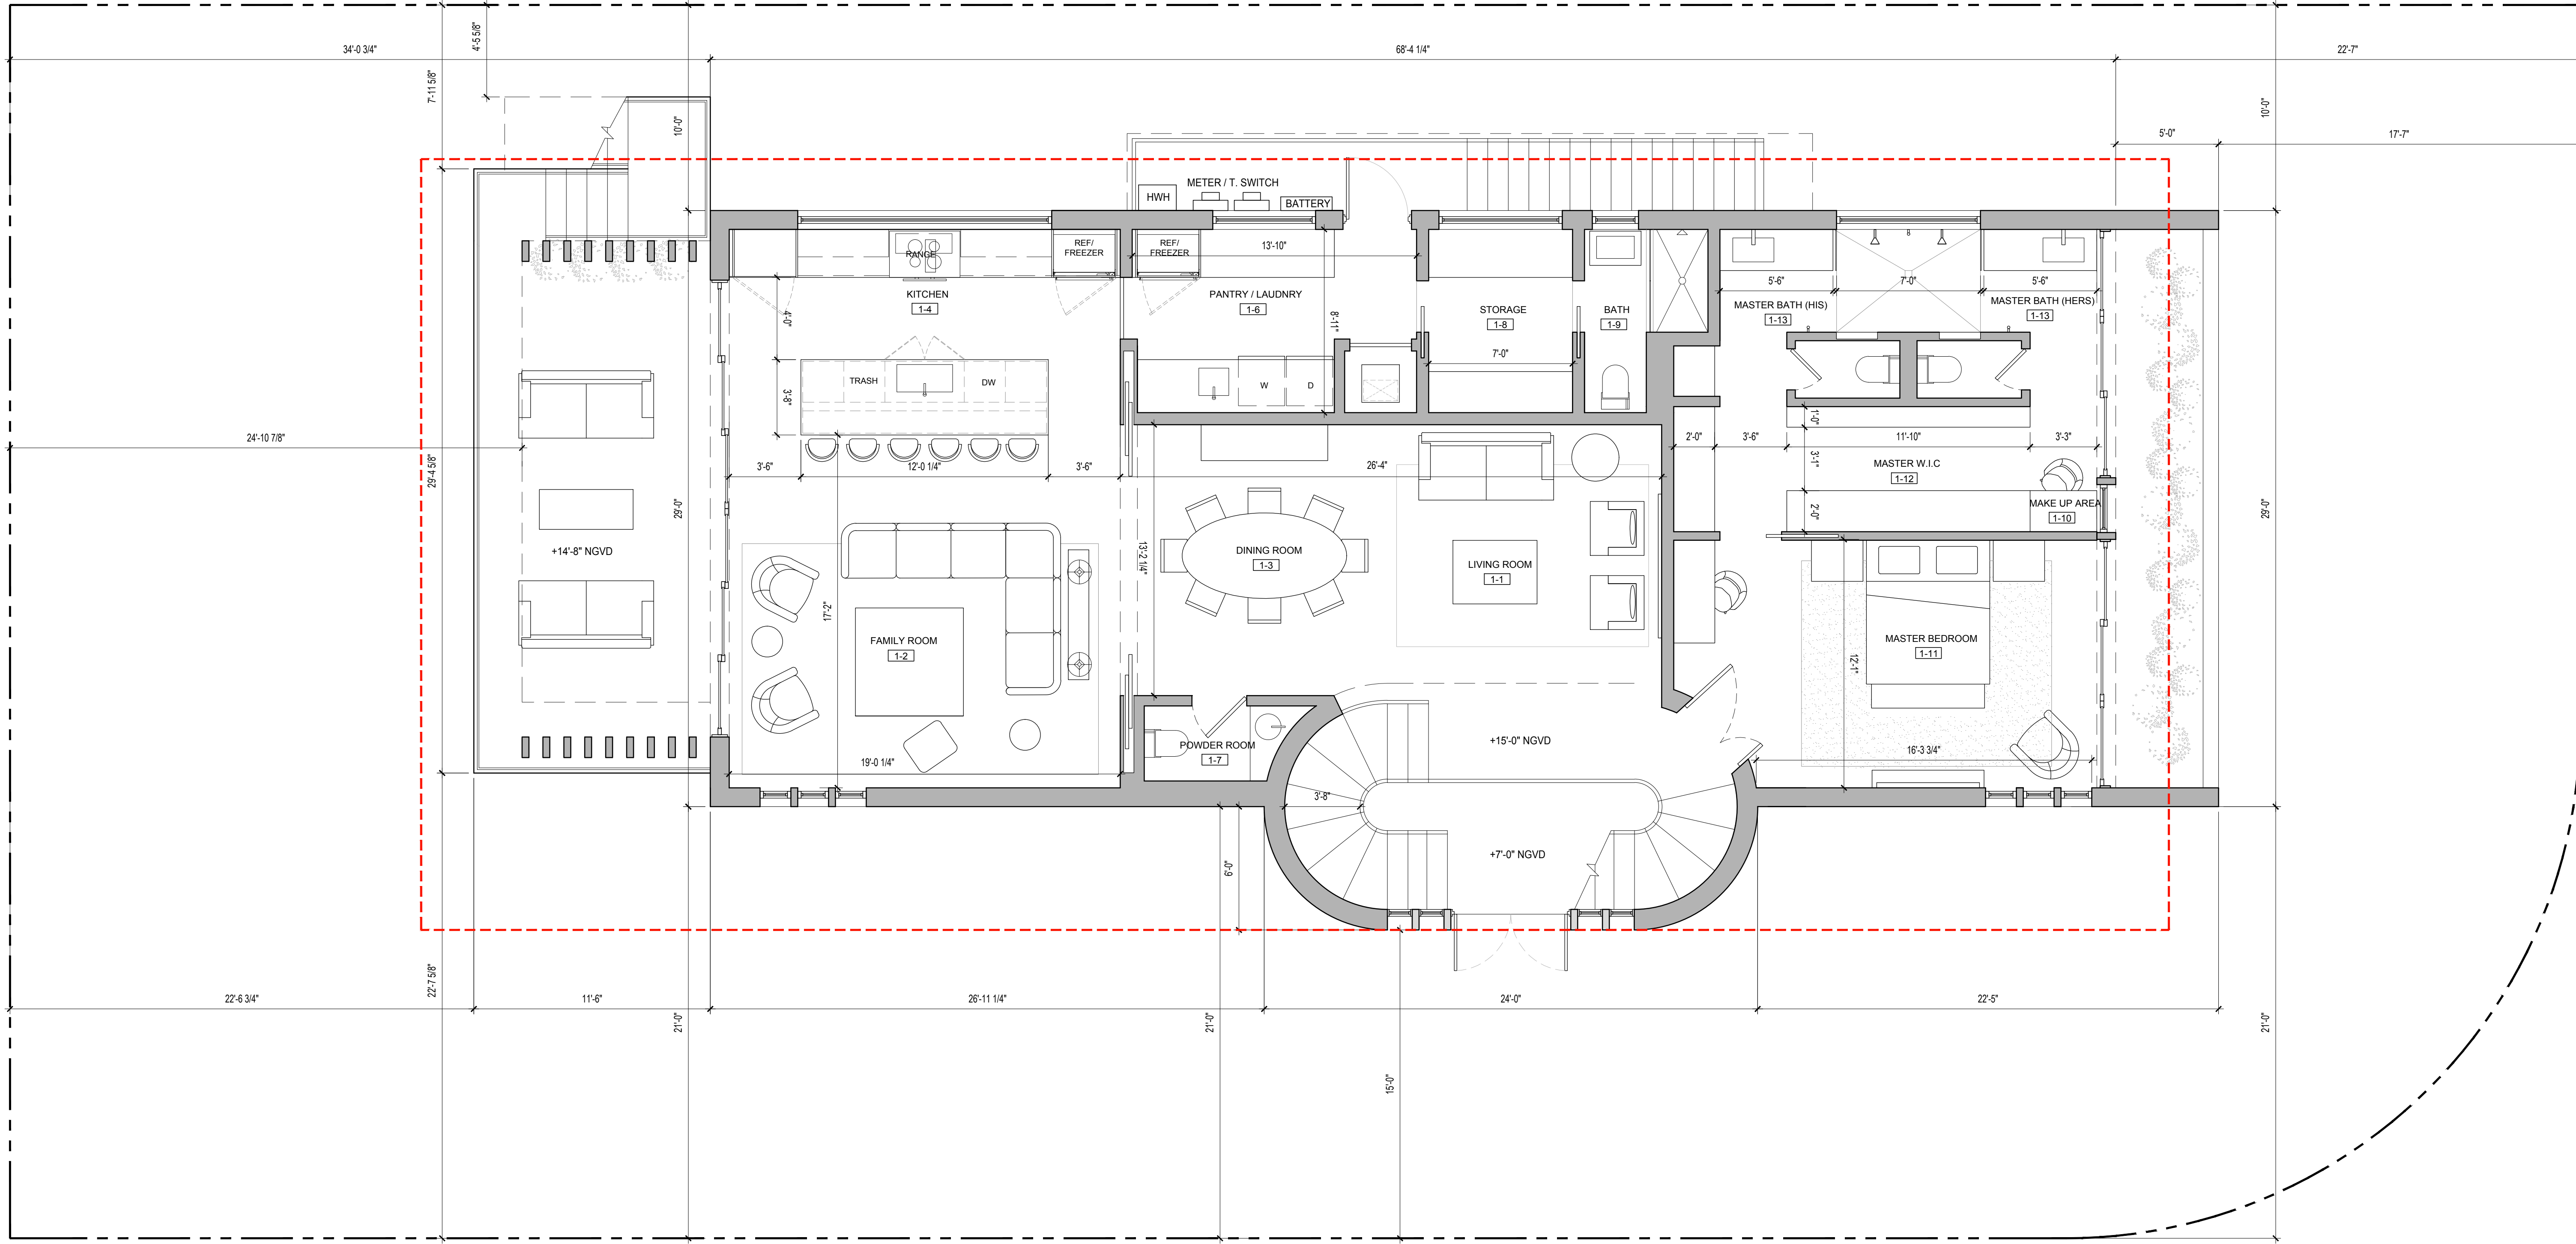 34'-0 3/4"
4'-5 5/8"
68'-4 1/4"
22'-7"
7'-11 5/8"
10'-0"
10'-0"
5'-0"
17'-7"
METER / T. SWITCH
HWH
BATTERY
REF/
FREEZER
REF/
FREEZER
RANGE
13'-10"
5'-6"
7'-0"
5'-6"
KITCHEN
1-4
PANTRY / LAUDNRY
1-6
STORAGE
1-8
BATH
1-9
MASTER BATH (HIS)
1-13
MASTER BATH (HERS)
1-13
4'-0"
8'-11"
7'-0"
TRASH
DW
W
D
3'-8"
1'-0"
24'-10 7/8"
29'-4 5/8"
3'-6"
12'-0 1/4"
3'-6"
26'-4"
2'-0"
3'-6"
11'-10"
3'-3"
3'-1"
MASTER W.I.C
1-12
MAKE UP AREA
1-10
2'-0"
29'-0"
29'-0"
+14'-8" NGVD
13'-2 1/4"
DINING ROOM
1-3
LIVING ROOM
1-1
17'-2"
FAMILY ROOM
1-2
MASTER BEDROOM
1-11
12'-1"
POWDER ROOM
1-7
+15'-0" NGVD
16'-3 3/4"
19'-0 1/4"
3'-8"
+7'-0" NGVD
6'-0"
22'-7 5/8"
22'-6 3/4"
11'-6"
26'-11 1/4"
24'-0"
22'-5"
21'-0"
21'-0"
21'-0"
15'-0"